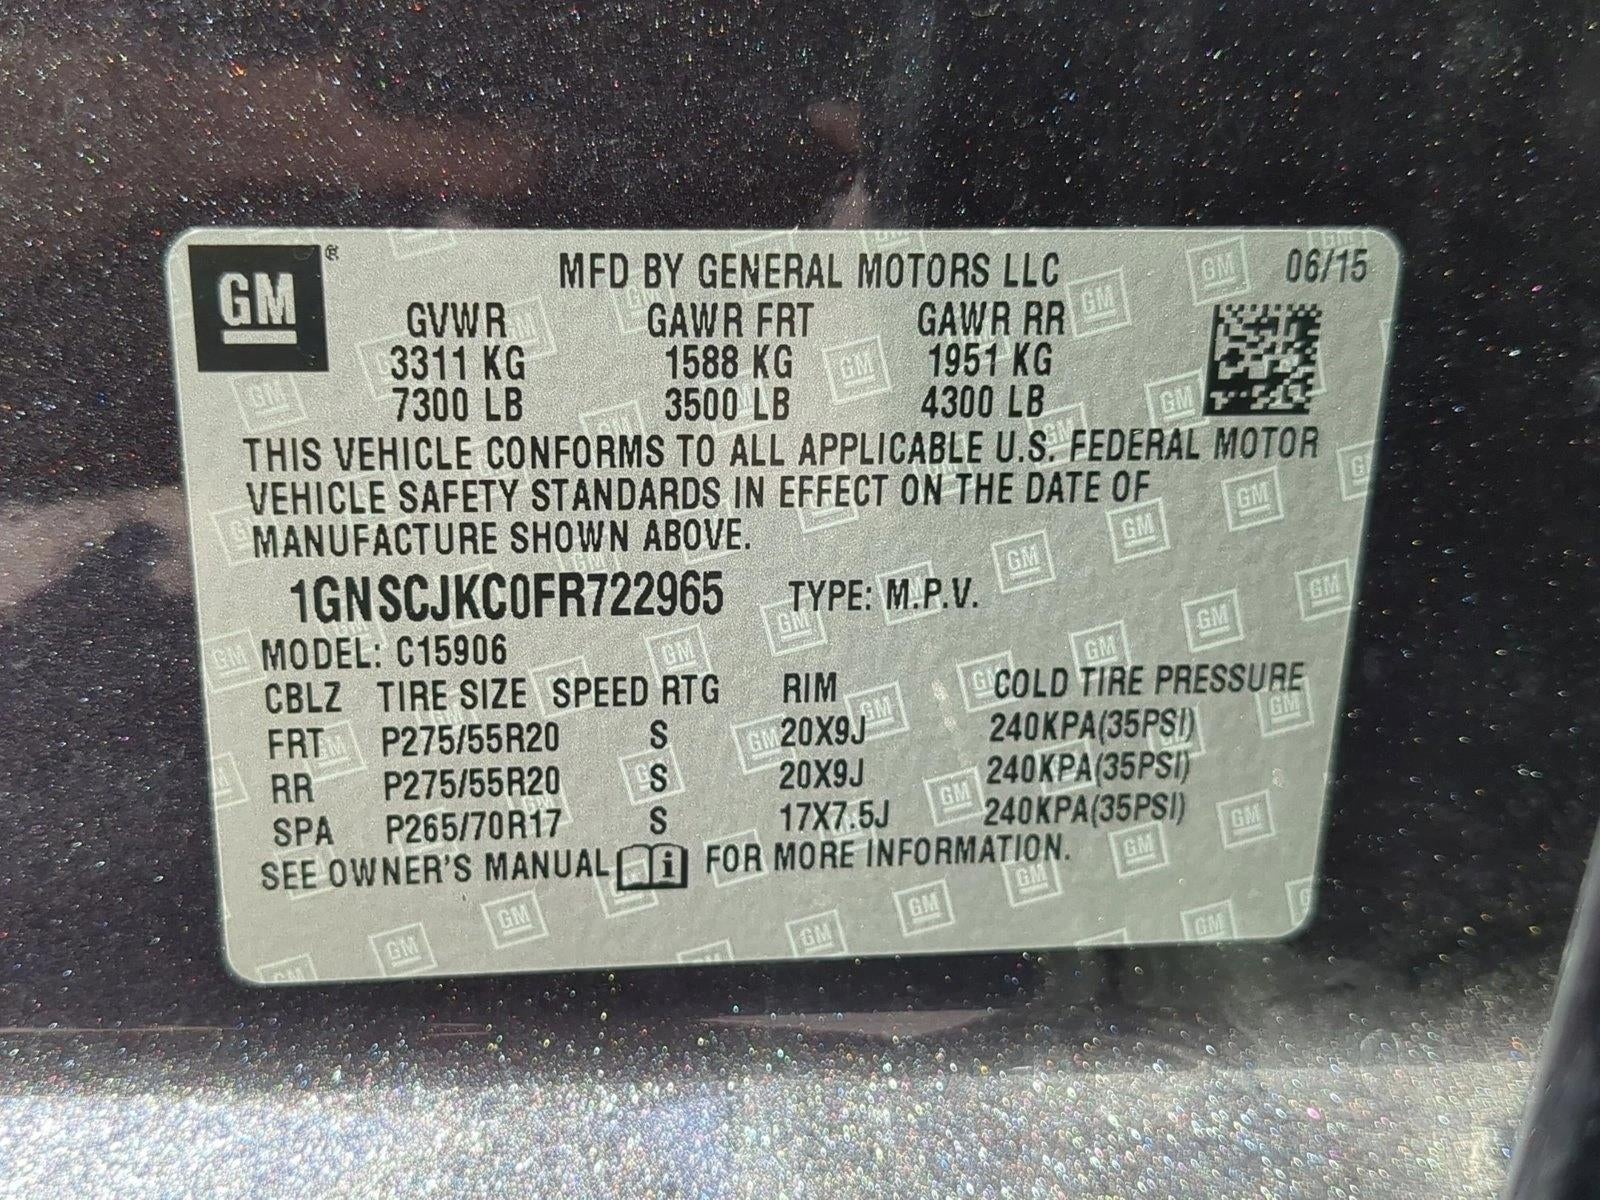 GM ® MFD BY GENERAL MOTORS LLC 06/15
GVWR GAWR FRT GAWR RR
3311 KG 1588 KG 1951 KG
7300 LB 3500 LB 4300 LB
THIS VEHICLE CONFORMS TO ALL APPLICABLE U.S. FEDERAL MOTOR
VEHICLE SAFETY STANDARDS IN EFFECT ON THE DATE OF
MANUFACTURE SHOWN ABOVE.
1GNSCJKC0FR722965 TYPE: M.P.V.
MODEL: C15906
CBLZ TIRE SIZE SPEED RTG RIM COLD TIRE PRESSURE
FRT P275/55R20 S 20X9J 240KPA(35PSI)
RR P275/55R20 S 20X9J 240KPA(35PSI)
SPA P265/70R17 S 17X7.5J 240KPA(35PSI)
SEE OWNER'S MANUAL i FOR MORE INFORMATION.